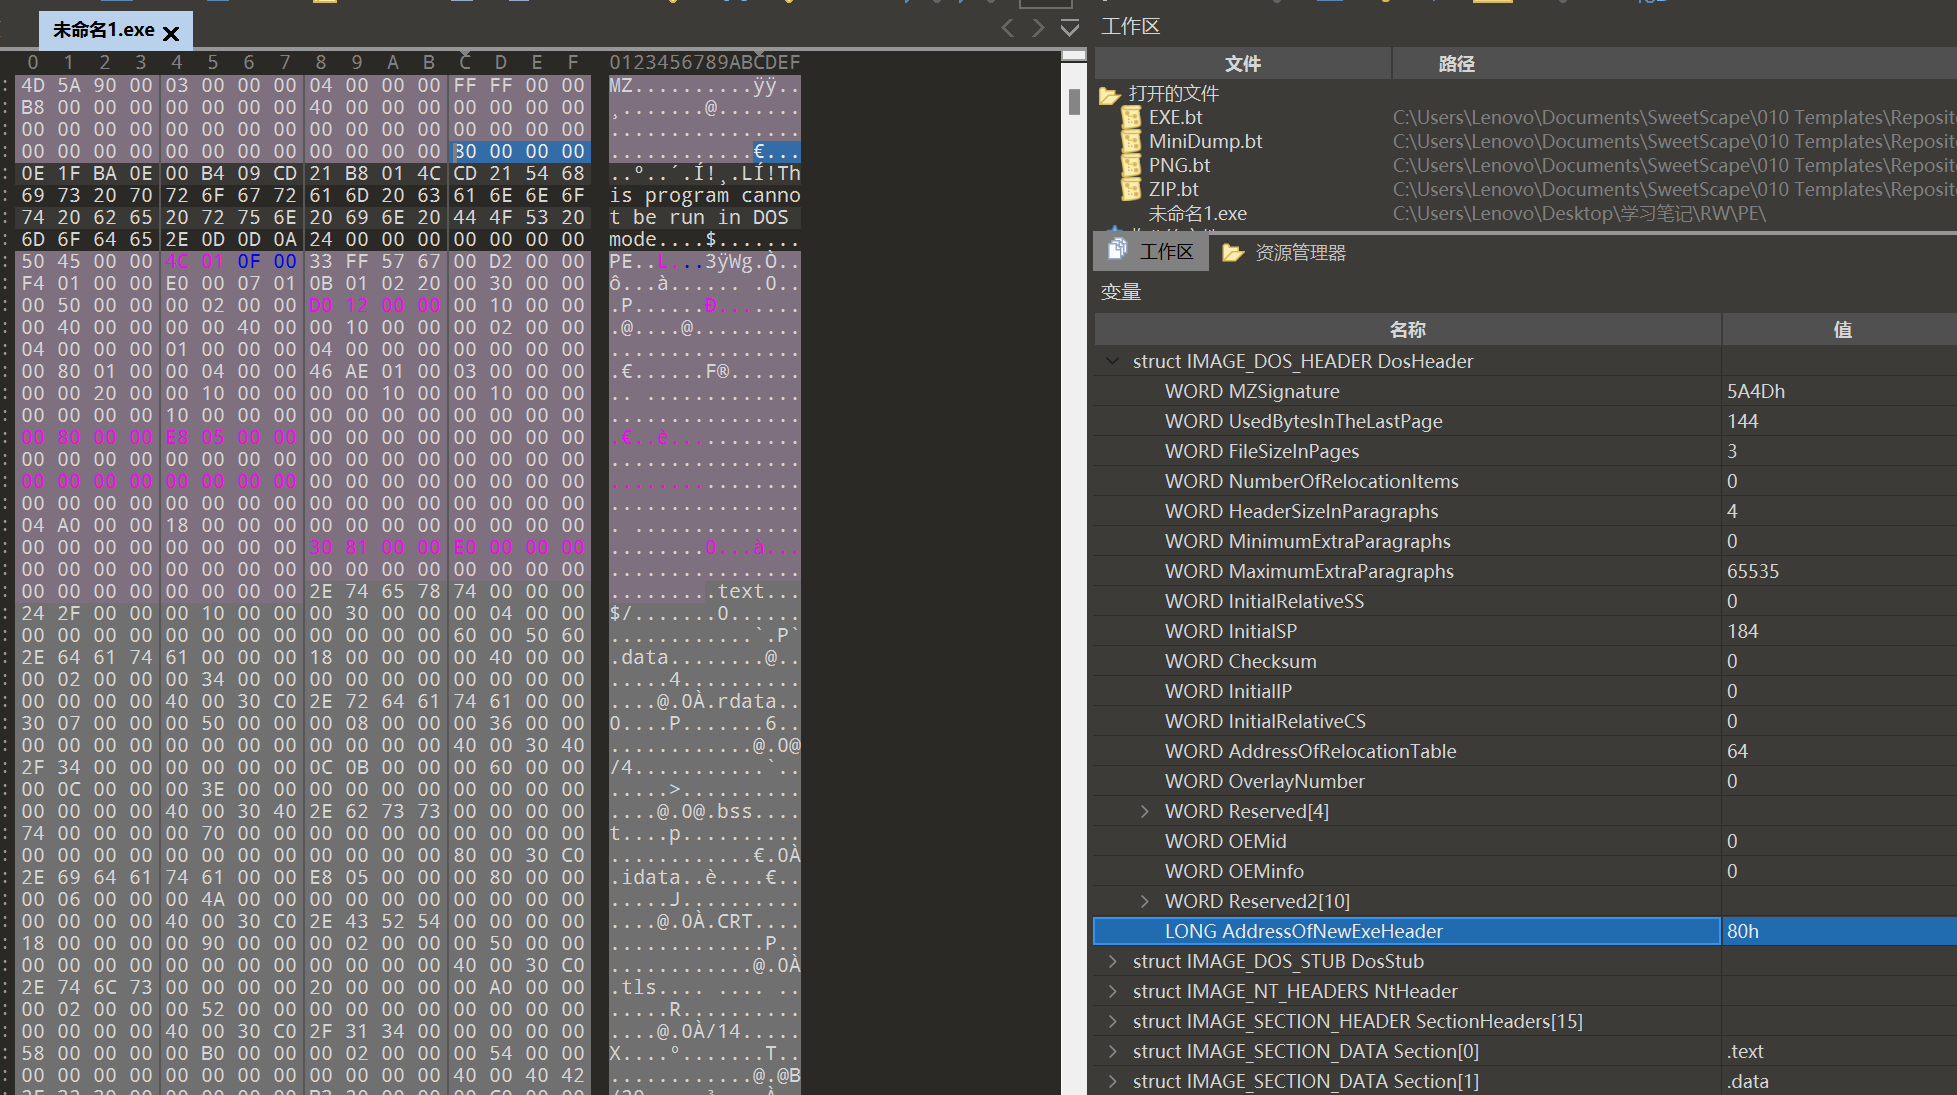 未命名1.exe
0 1 2 3 4 5 6 7 8 9 A B C D E F 0123456789ABCDEF
4D 5A 90 00 03 00 00 00 04 00 00 00 FF FF 00 00 MZ..........ÿÿ..
B8 00 00 00 00 00 00 00 40 00 00 00 00 00 00 00 ¸.......@.......
00 00 00 00 00 00 00 00 00 00 00 00 00 00 00 00 ................
00 00 00 00 00 00 00 00 00 00 00 00 80 00 00 00 ............€...
0E 1F BA 0E 00 B4 09 CD 21 B8 01 4C CD 21 54 68 ..º..´.Í!¸.LÍ!Th
69 73 20 70 72 6F 67 72 61 6D 20 63 61 6E 6E 6F is program canno
74 20 62 65 20 72 75 6E 20 69 6E 20 44 4F 53 20 t be run in DOS
6D 6F 64 65 2E 0D 0D 0A 24 00 00 00 00 00 00 00 mode....$.......
50 45 00 00 4C 01 0F 00 33 FF 57 67 00 D2 00 00 PE..L...3ÿWg.Ò..
F4 01 00 00 E0 00 07 01 0B 01 02 20 00 30 00 00 ô...à...... .0..
00 50 00 00 00 02 00 00 D0 12 00 00 00 10 00 00 .P......Ð.......
00 40 00 00 00 00 40 00 00 10 00 00 00 02 00 00 .@....@.........
04 00 00 00 01 00 00 00 04 00 00 00 00 00 00 00 ................
00 80 01 00 00 04 00 00 46 AE 01 00 03 00 00 00 .€......F®......
00 00 20 00 00 10 00 00 00 00 10 00 00 10 00 00 .. .............
00 00 00 00 10 00 00 00 00 00 00 00 00 00 00 00 ................
00 80 00 00 E8 05 00 00 00 00 00 00 00 00 00 00 .€..è...........
00 00 00 00 00 00 00 00 00 00 00 00 00 00 00 00 ................
00 00 00 00 00 00 00 00 00 00 00 00 00 00 00 00 ................
00 00 00 00 00 00 00 00 00 00 00 00 00 00 00 00 ................
04 A0 00 00 18 00 00 00 00 00 00 00 00 00 00 00 ................
00 00 00 00 00 00 00 00 30 81 00 00 E0 00 00 00 ........0...à...
00 00 00 00 00 00 00 00 00 00 00 00 00 00 00 00 ................
00 00 00 00 00 00 00 00 2E 74 65 78 74 00 00 00 .........text...
24 2F 00 00 00 10 00 00 00 30 00 00 00 04 00 00 $/.......0......
00 00 00 00 00 00 00 00 00 00 00 00 60 00 50 60 ............`.P`
2E 64 61 74 61 00 00 00 18 00 00 00 00 40 00 00 .data........@..
00 02 00 00 00 34 00 00 00 00 00 00 00 00 00 00 .....4..........
00 00 00 00 40 00 30 C0 2E 72 64 61 74 61 00 00 ....@.0À.rdata..
30 07 00 00 00 50 00 00 00 08 00 00 00 36 00 00 0....P.......6..
00 00 00 00 00 00 00 00 00 00 00 00 40 00 30 40 ............@.0@
2F 34 00 00 00 00 00 00 0C 0B 00 00 00 60 00 00 /4...........`..
00 0C 00 00 00 3E 00 00 00 00 00 00 00 00 00 00 .....>..........
00 00 00 00 40 00 30 40 2E 62 73 73 00 00 00 00 ....@.0@.bss....
74 00 00 00 00 70 00 00 00 00 00 00 00 00 00 00 t....p..........
00 00 00 00 00 00 00 00 00 00 00 00 80 00 30 C0 ............€.0À
2E 69 64 61 74 61 00 00 E8 05 00 00 00 80 00 00 .idata..è....€..
00 06 00 00 00 4A 00 00 00 00 00 00 00 00 00 00 .....J..........
00 00 00 00 40 00 30 C0 2E 43 52 54 00 00 00 00 ....@.0À.CRT....
18 00 00 00 00 90 00 00 00 02 00 00 00 50 00 00 .............P..
00 00 00 00 00 00 00 00 00 00 00 00 40 00 30 C0 ............@.0À
2E 74 6C 73 00 00 00 00 20 00 00 00 00 A0 00 00 .tls.... .... ..
00 02 00 00 00 52 00 00 00 00 00 00 00 00 00 00 .....R..........
00 00 00 00 40 00 30 C0 2F 31 34 00 00 00 00 00 ....@.0À/14.....
58 00 00 00 00 B0 00 00 00 02 00 00 00 54 00 00 X....°.......T..
00 00 00 00 00 00 00 00 00 00 00 00 40 00 40 42 ............@.@B
工作区
文件 路径
打开的文件
EXE.bt C:\Users\Lenovo\Documents\SweetScape\010 Templates\Reposit
MiniDump.bt C:\Users\Lenovo\Documents\SweetScape\010 Templates\Reposit
PNG.bt C:\Users\Lenovo\Documents\SweetScape\010 Templates\Reposit
ZIP.bt C:\Users\Lenovo\Documents\SweetScape\010 Templates\Reposit
未命名1.exe C:\Users\Lenovo\Desktop\学习笔记\RW\PE\
工作区 资源管理器
变量
名称 值
struct IMAGE_DOS_HEADER DosHeader
WORD MZSignature 5A4Dh
WORD UsedBytesInTheLastPage 144
WORD FileSizeInPages 3
WORD NumberOfRelocationItems 0
WORD HeaderSizeInParagraphs 4
WORD MinimumExtraParagraphs 0
WORD MaximumExtraParagraphs 65535
WORD InitialRelativeSS 0
WORD InitialSP 184
WORD Checksum 0
WORD InitialIP 0
WORD InitialRelativeCS 0
WORD AddressOfRelocationTable 64
WORD OverlayNumber 0
WORD Reserved[4]
WORD OEMid 0
WORD OEMinfo 0
WORD Reserved2[10]
LONG AddressOfNewExeHeader 80h
struct IMAGE_DOS_STUB DosStub
struct IMAGE_NT_HEADERS NtHeader
struct IMAGE_SECTION_HEADER SectionHeaders[15]
struct IMAGE_SECTION_DATA Section[0] .text
struct IMAGE_SECTION_DATA Section[1] .data